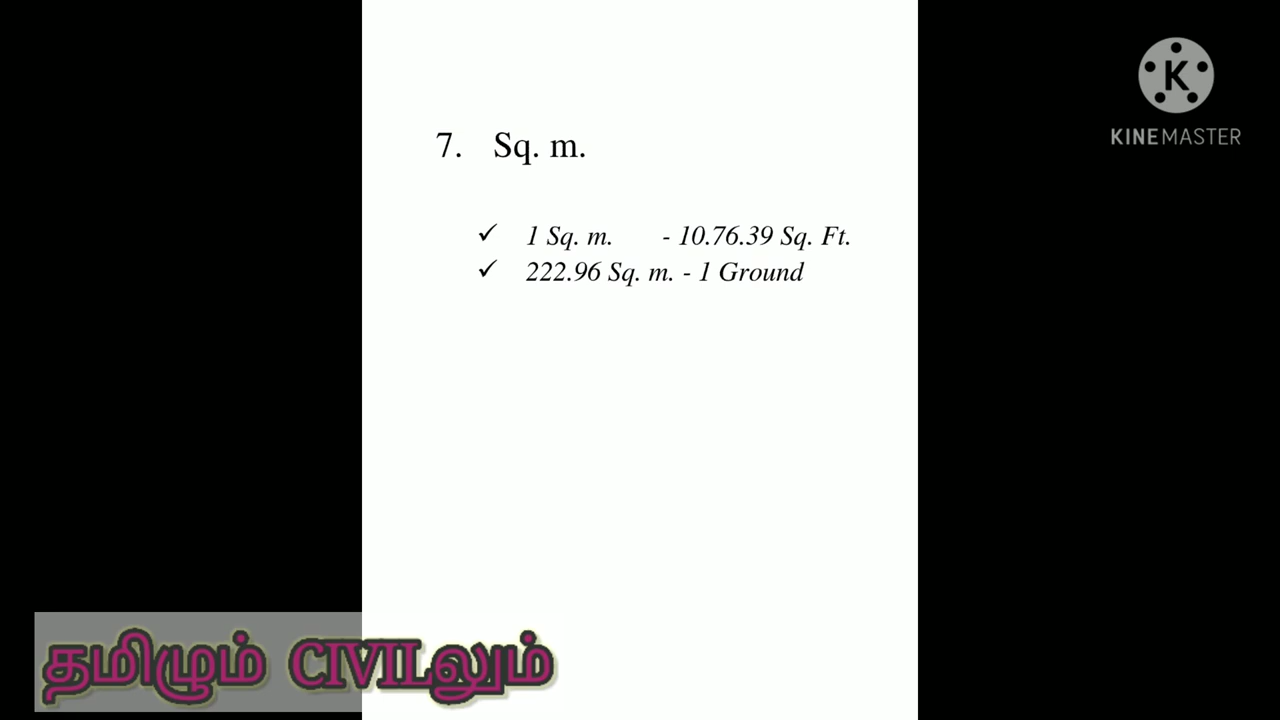 K
KINEMASTER
7. Sq. m.
✓ 1 Sq. m. - 10.76.39 Sq. Ft.
✓ 222.96 Sq. m. - 1 Ground
தமிழும் CIVILலும்